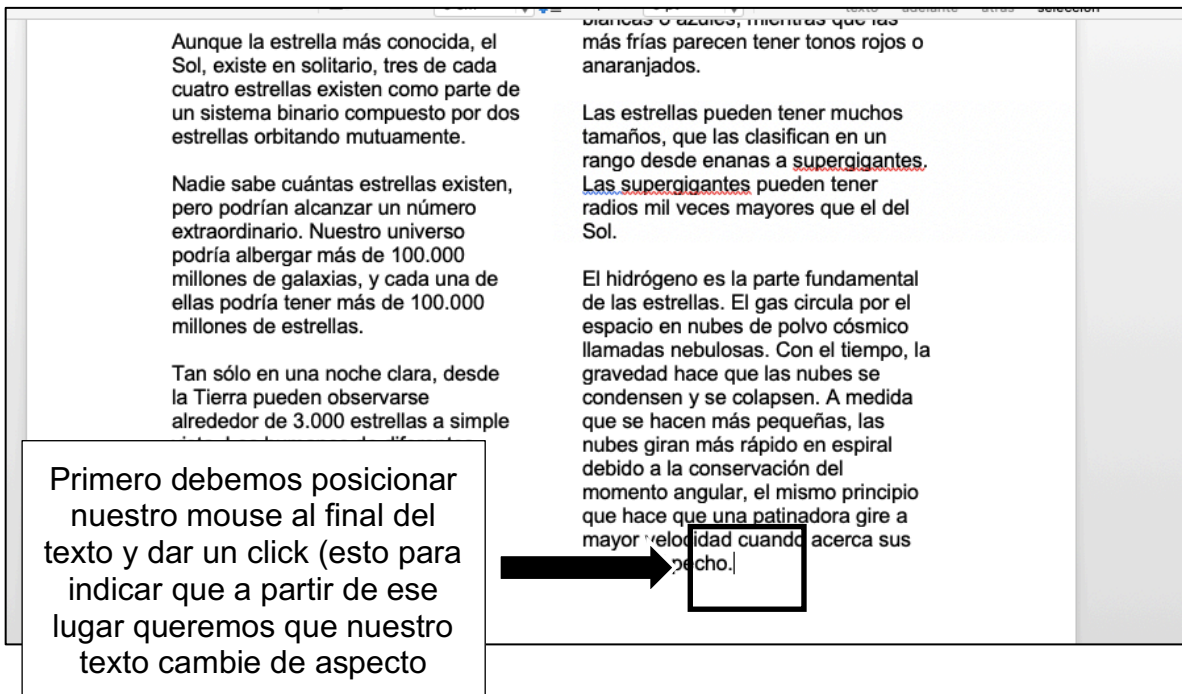 texto adelante atrás selección
Aunque la estrella más conocida, el
Sol, existe en solitario, tres de cada
cuatro estrellas existen como parte de
un sistema binario compuesto por dos
estrellas orbitando mutuamente.
Nadie sabe cuántas estrellas existen,
pero podrían alcanzar un número
extraordinario. Nuestro universo
podría albergar más de 100.000
millones de galaxias, y cada una de
ellas podría tener más de 100.000
millones de estrellas.
Tan sólo en una noche clara, desde
la Tierra pueden observarse
alrededor de 3.000 estrellas a simple
blancas o azules, mientras que las
más frías parecen tener tonos rojos o
anaranjados.
Las estrellas pueden tener muchos
tamaños, que las clasifican en un
rango desde enanas a supergigantes.
Las supergigantes pueden tener
radios mil veces mayores que el del
Sol.
El hidrógeno es la parte fundamental
de las estrellas. El gas circula por el
espacio en nubes de polvo cósmico
llamadas nebulosas. Con el tiempo, la
gravedad hace que las nubes se
condensen y se colapsen. A medida
que se hacen más pequeñas, las
nubes giran más rápido en espiral
debido a la conservación del
momento angular, el mismo principio
que hace que una patinadora gire a
mayor velocidad cuando acerca sus
pecho.
Primero debemos posicionar
nuestro mouse al final del
texto y dar un click (esto para
indicar que a partir de ese
lugar queremos que nuestro
texto cambie de aspecto